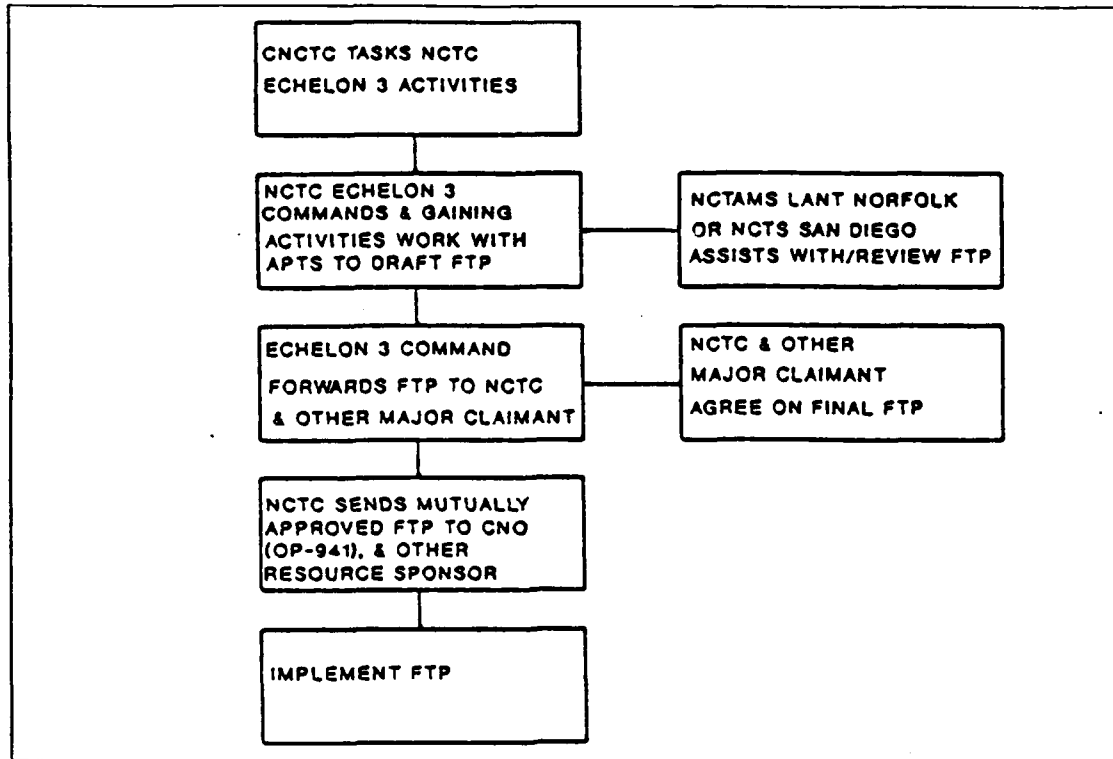 CNCTC TASKS NCTC
ECHELON 3 ACTIVITIES
NCTC ECHELON 3
COMMANDS & GAINING
ACTIVITIES WORK WITH
APTS TO DRAFT FTP
NCTAMS LANT NORFOLK
OR NCTS SAN DIEGO
ASSISTS WITH/REVIEW FTP
ECHELON 3 COMMAND
FORWARDS FTP TO NCTC
& OTHER MAJOR CLAIMANT
NCTC & OTHER
MAJOR CLAIMANT
AGREE ON FINAL FTP
NCTC SENDS MUTUALLY
APPROVED FTP TO CNO
(OP-941), & OTHER
RESOURCE SPONSOR
IMPLEMENT FTP